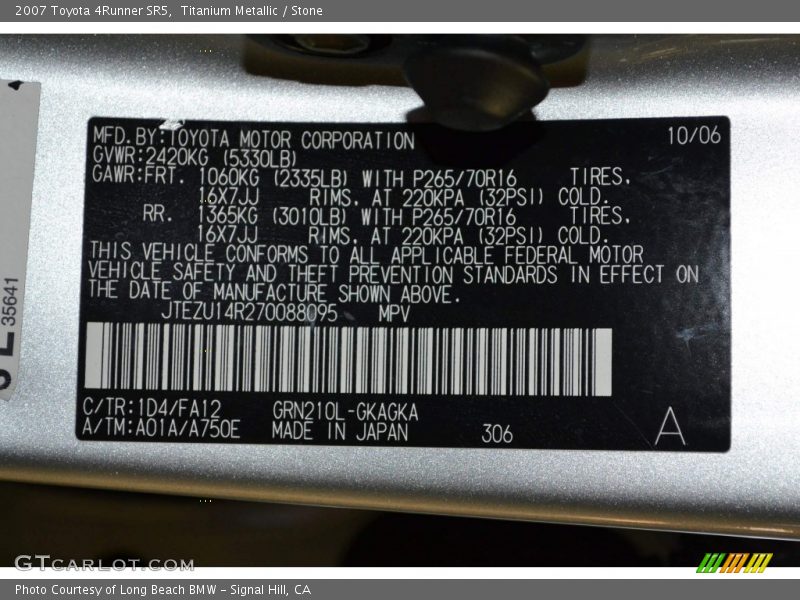 2007 Toyota 4Runner SR5, Titanium Metallic / Stone
MFD. BY: TOYOTA MOTOR CORPORATION 10/06
GVWR: 2420KG (5330LB)
GAWR: FRT. 1060KG (2335LB) WITH P265/70R16 TIRES.
16X7JJ RIMS. AT 220KPA (32PSI) COLD.
RR. 1365KG (3010LB) WITH P265/70R16 TIRES.
16X7JJ RIMS. AT 220KPA (32PSI) COLD.
THIS VEHICLE CONFORMS TO ALL APPLICABLE FEDERAL MOTOR
VEHICLE SAFETY AND THEFT PREVENTION STANDARDS IN EFFECT ON
THE DATE OF MANUFACTURE SHOWN ABOVE.
JTEZU14R270088095 MPV
C/TR: 1D4/FA12 GRN210L-GKAGKA
A/TM: A01A/A750E MADE IN JAPAN 306 A
35641
GTCARLOT.COM
Photo Courtesy of Long Beach BMW - Signal Hill, CA